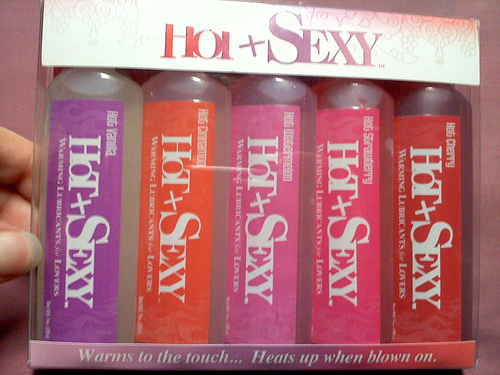 HOT + SEXY
Hot Vanilla
HOT + SEXY
WARMING LUBRICANTS for LOVERS
Hot Cinnamon
HOT + SEXY
WARMING LUBRICANTS for LOVERS
Hot Watermelon
HOT + SEXY
WARMING LUBRICANTS for LOVERS
Hot Strawberry
HOT + SEXY
WARMING LUBRICANTS for LOVERS
Hot Cherry
HOT + SEXY
WARMING LUBRICANTS for LOVERS
Warms to the touch... Heats up when blown on.